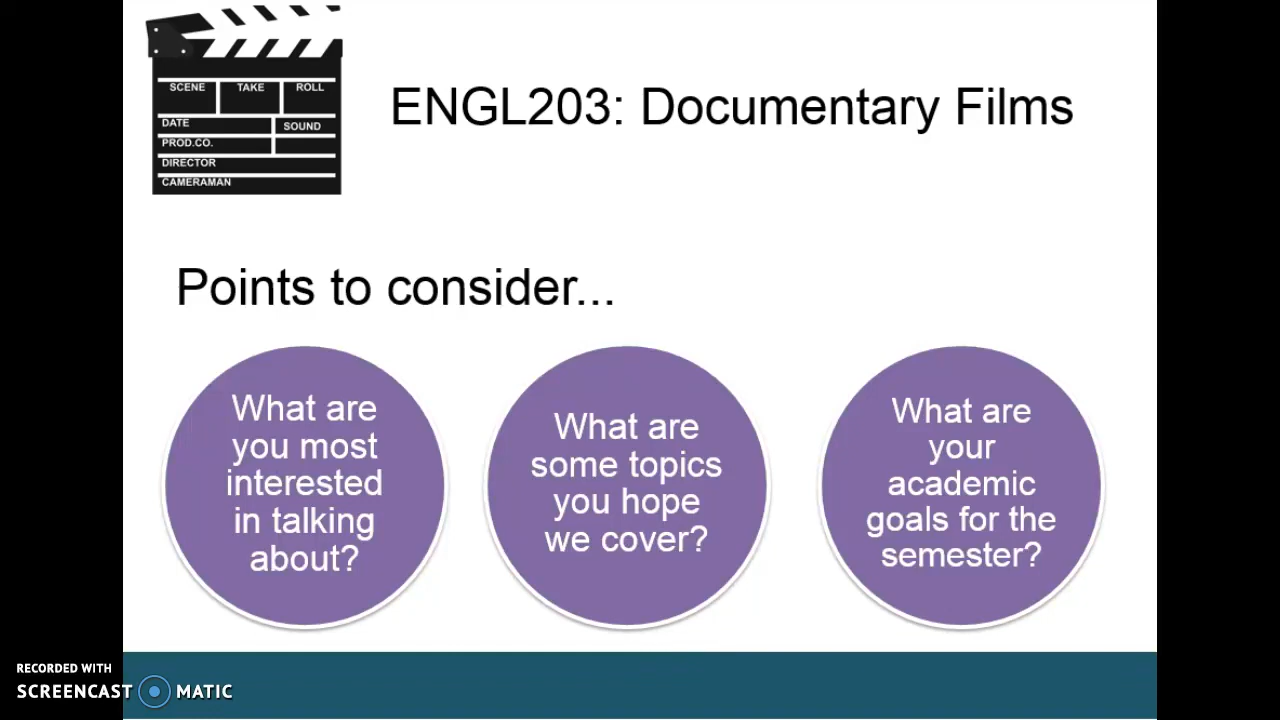 SCENE TAKE ROLL
DATE
SOUND
PROD.CO.
DIRECTOR
CAMERAMAN
ENGL203: Documentary Films
Points to consider...
What are
you most
interested
in talking
about?
What are
some topics
you hope
we cover?
What are
your
academic
goals for the
semester?
RECORDED WITH
SCREENCAST MATIC